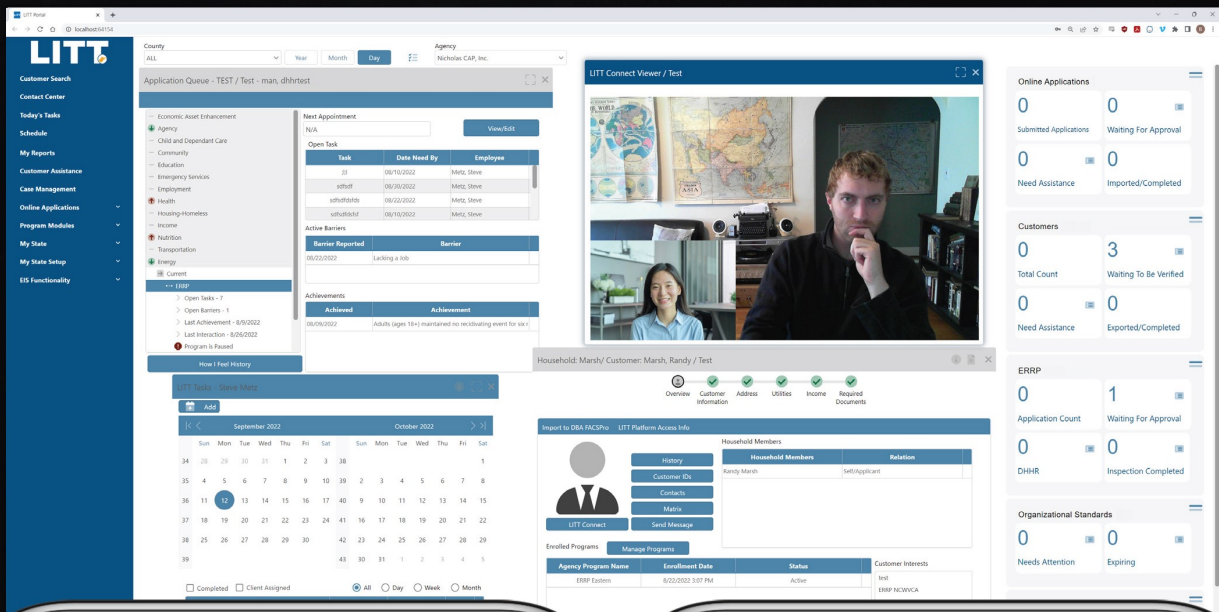 LITT Portal
localhost:64154
LITT
Customer Search
Contact Center
Today's Tasks
Schedule
My Reports
Customer Assistance
Case Management
Online Applications
Program Modules
My State
My State Setup
EIS Functionality
County
ALL
Year Month Day
Agency
Nicholas CAP, Inc.
Application Queue - TEST / Test - man, dhhrtest
Economic Asset Enhancement
Agency
Child and Dependant Care
Community
Education
Emergency Services
Employment
Health
Housing-Homeless
Income
Nutrition
Transportation
Energy
Current
ERRP
Open Tasks - 7
Open Barriers - 1
Last Achievement - 8/9/2022
Last Interaction - 8/26/2022
Program is Paused
How I Feel History
Next Appointment
N/A
View/Edit
Open Task
Task Date Need By Employee
JJJ 08/10/2022 Metz, Steve
sdfsdf 08/30/2022 Metz, Steve
sdfsdfdsfds 09/22/2022 Metz, Steve
sdfsdfdsfsf 08/10/2022 Metz, Steve
Active Barriers
Barrier Reported Barrier
08/22/2022 Lacking a Job
Achievements
Achieved Achievement
08/09/2022 Adults (ages 18+) maintained no recidivating event for six
LITT Connect Viewer / Test
ASIA
LITT Tasks - Steve Metz
Add
September 2022 October 2022
Sun Mon Tue Wed Thu Fri Sat Sun Mon Tue Wed Thu Fri Sat
34 28 29 30 31 1 2 3 38 1
35 4 5 6 7 8 9 10 39 2 3 4 5 6 7 8
36 11 12 13 14 15 16 17 40 9 10 11 12 13 14 15
37 18 19 20 21 22 23 24 41 16 17 18 19 20 21 22
38 25 26 27 28 29 30 42 23 24 25 26 27 28 29
39 43 30 31 1 2 3 4 5
Completed Client Assigned All Day Week Month
Household: Marsh/ Customer: Marsh, Randy / Test
Overview Customer Information Address Utilities Income Required Documents
Import to DBA FACSPro LITT Platform Access Info
History
Customer IDs
Contacts
Matrix
LITT Connect Send Message
Household Members
Household Members Relation
Randy Marsh Self/Applicant
Enrolled Programs Manage Programs
Agency Program Name Enrollment Date Status
ERRP Eastern 8/22/2022 3:07 PM Active
Customer Interests
test
ERRP NCWVCA
Online Applications
0 0
Submitted Applications Waiting For Approval
0 0
Need Assistance Imported/Completed
Customers
0 3
Total Count Waiting To Be Verified
0 0
Need Assistance Exported/Completed
ERRP
0 1
Application Count Waiting For Approval
0 0
DHHR Inspection Completed
Organizational Standards
0 0
Needs Attention Expiring